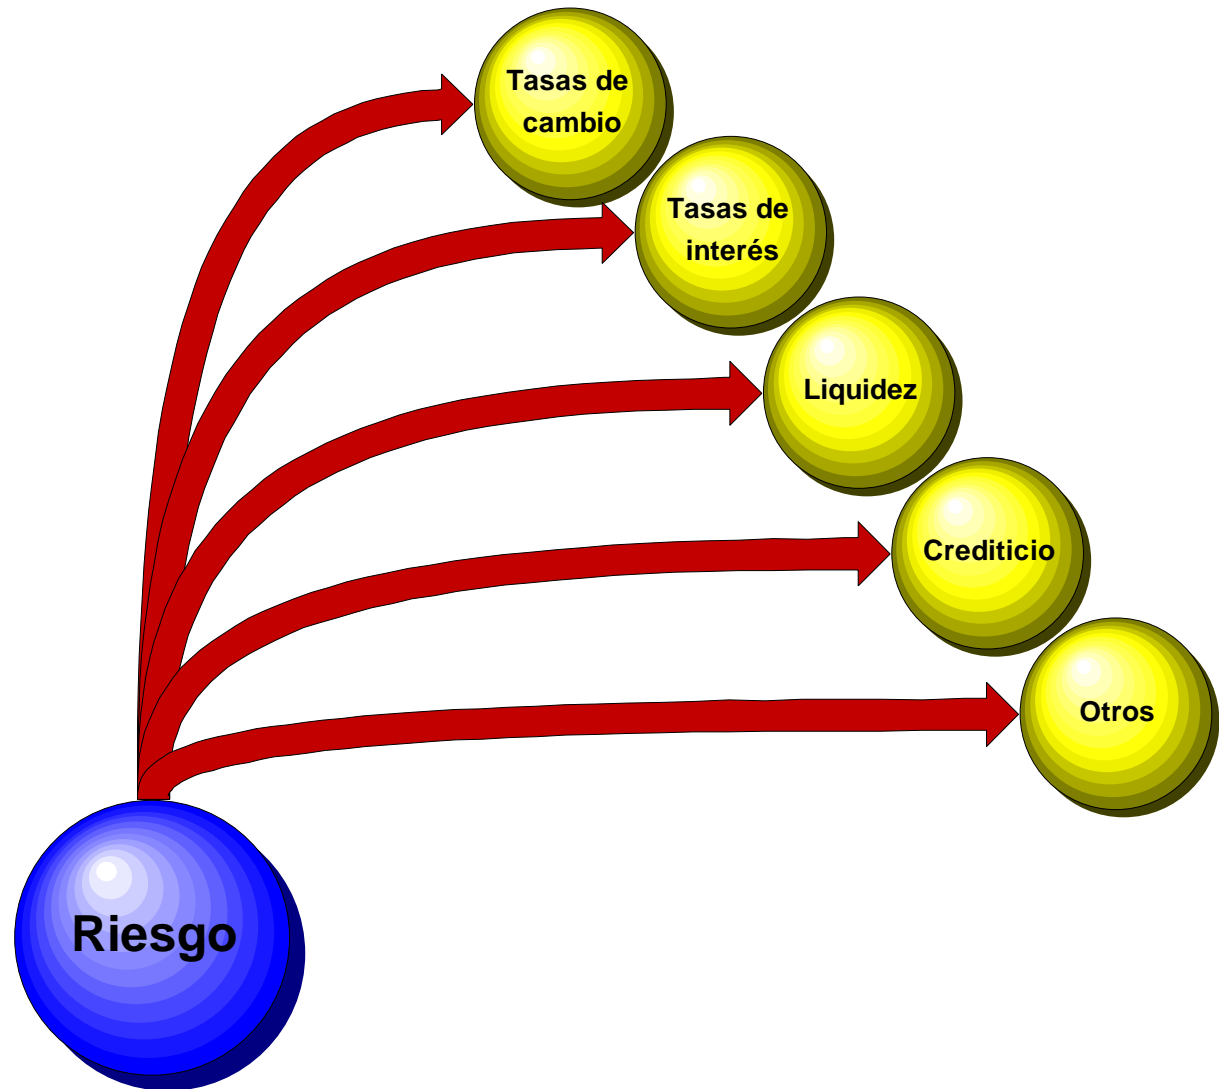 Tasas de
cambio
Tasas de
interés
Liquidez
Crediticio
Otros
Riesgo